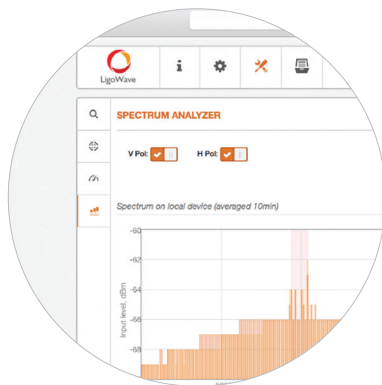 LigoWave
SPECTRUM ANALYZER
V Pol:
H Pol:
Spectrum on local device (averaged 10min)
-60
-62
-64
-66
-68
Input level, dBm